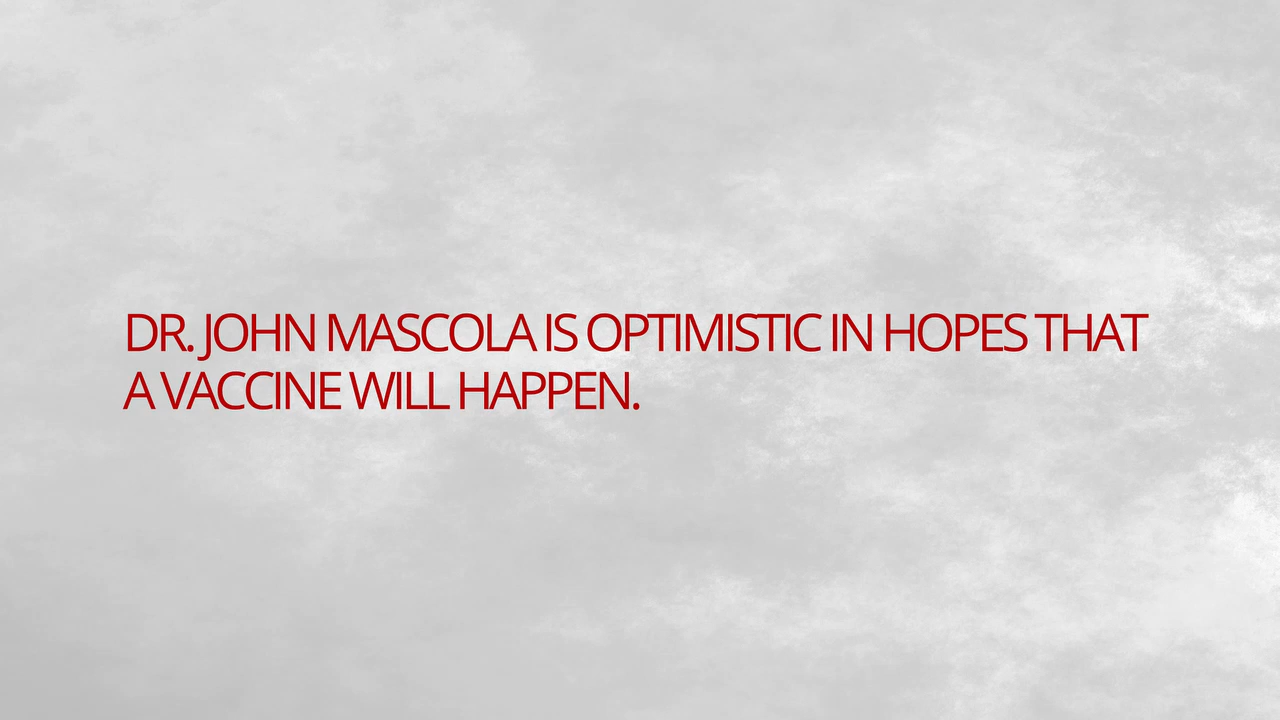 DR. JOHN MASCOLA IS OPTIMISTIC IN HOPES THAT
A VACCINE WILL HAPPEN.